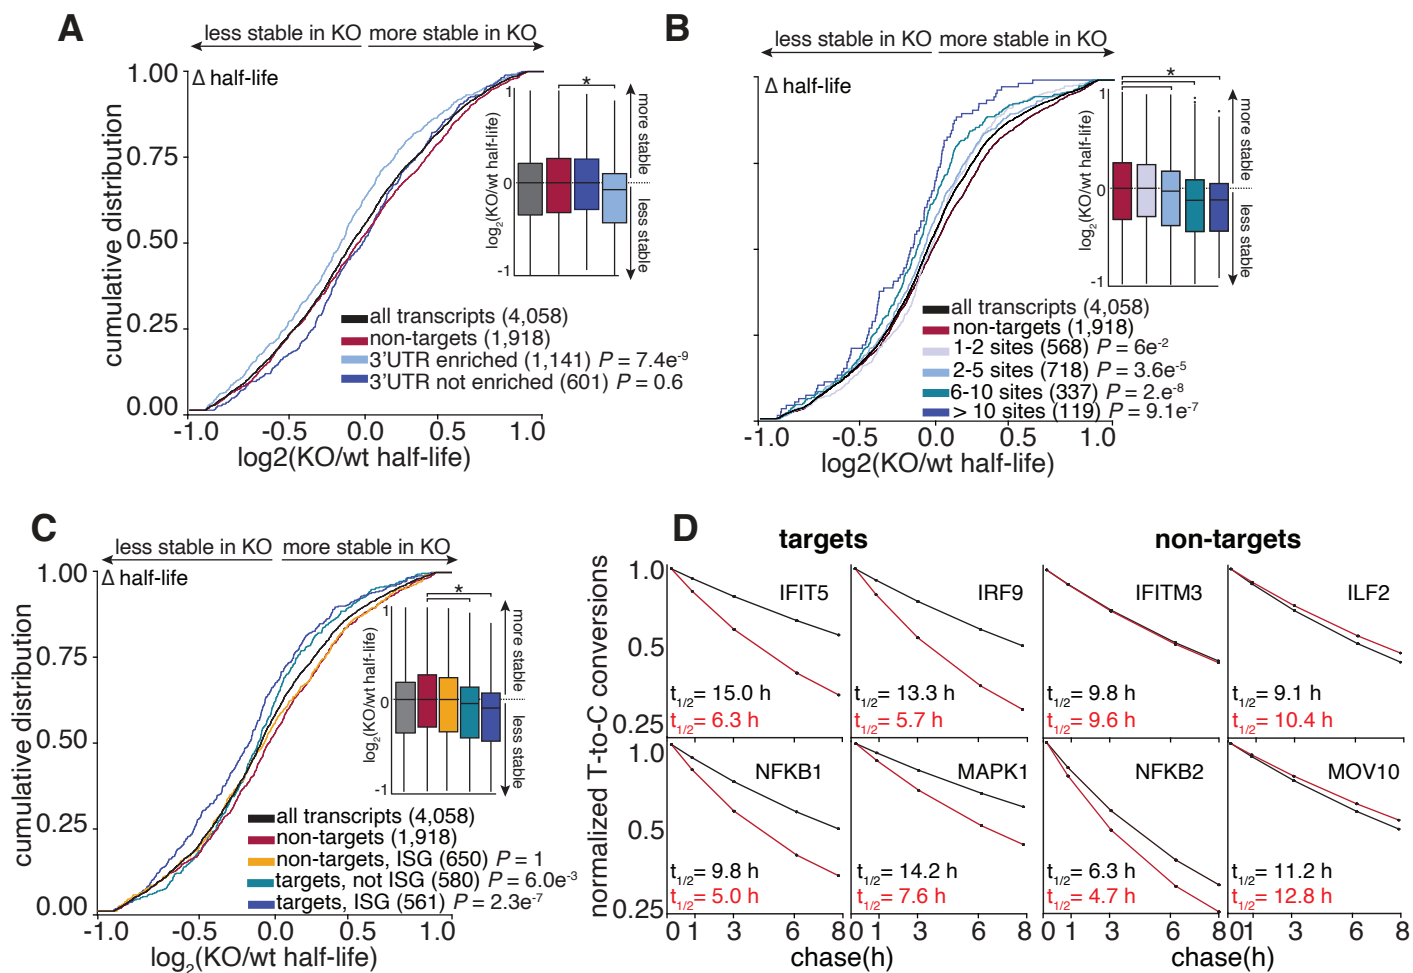 A
less stable in KO more stable in KO
Δ half-life
1.00
0.75
0.50
0.25
0.00
cumulative distribution
-1.0 -0.5 0.0 0.5 1.0
log2(KO/wt half-life)
*
1
0
-1
log2(KO/wt half-life)
more stable
less stable
all transcripts (4,058)
non-targets (1,918)
3'UTR enriched (1,141) P = 7.4e-9
3'UTR not enriched (601) P = 0.6
B
less stable in KO more stable in KO
Δ half-life
-1.0 -0.5 0.0 0.5 1.0
log2(KO/wt half-life)
*
1
0
-1
log2(KO/wt half-life)
more stable
less stable
all transcripts (4,058)
non-targets (1,918)
1-2 sites (568) P = 6e-2
2-5 sites (718) P = 3.6e-5
6-10 sites (337) P = 2.e-8
> 10 sites (119) P = 9.1e-7
C
less stable in KO more stable in KO
Δ half-life
1.00
0.75
0.50
0.25
0.00
cumulative distribution
-1.0 -0.5 0.0 0.5 1.0
log2(KO/wt half-life)
*
1
0
-1
log2(KO/wt half-life)
more stable
less stable
all transcripts (4,058)
non-targets (1,918)
non-targets, ISG (650) P = 1
targets, not ISG (580) P = 6.0e-3
targets, ISG (561) P = 2.3e-7
D
targets non-targets
normalized T-to-C conversions
1.0
0.5
0.25
IFIT5
t1/2= 15.0 h
t1/2= 6.3 h
IRF9
t1/2= 13.3 h
t1/2= 5.7 h
IFITM3
t1/2= 9.8 h
t1/2= 9.6 h
ILF2
t1/2= 9.1 h
t1/2= 10.4 h
1.0
0.5
0.25
NFKB1
t1/2= 9.8 h
t1/2= 5.0 h
MAPK1
t1/2= 14.2 h
t1/2= 7.6 h
NFKB2
t1/2= 6.3 h
t1/2= 4.7 h
MOV10
t1/2= 11.2 h
t1/2= 12.8 h
0 1 3 6 8 0 1 3 6 8 0 1 3 6 8 0 1 3 6 8
chase(h) chase(h)